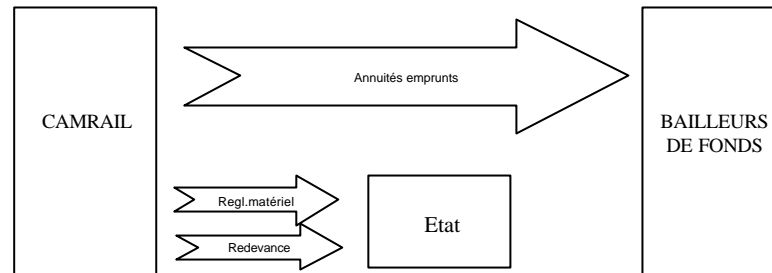 Annuités emprunts
CAMRAIL
BAILLEURS
DE FONDS
Regl.matériel
Etat
Redevance